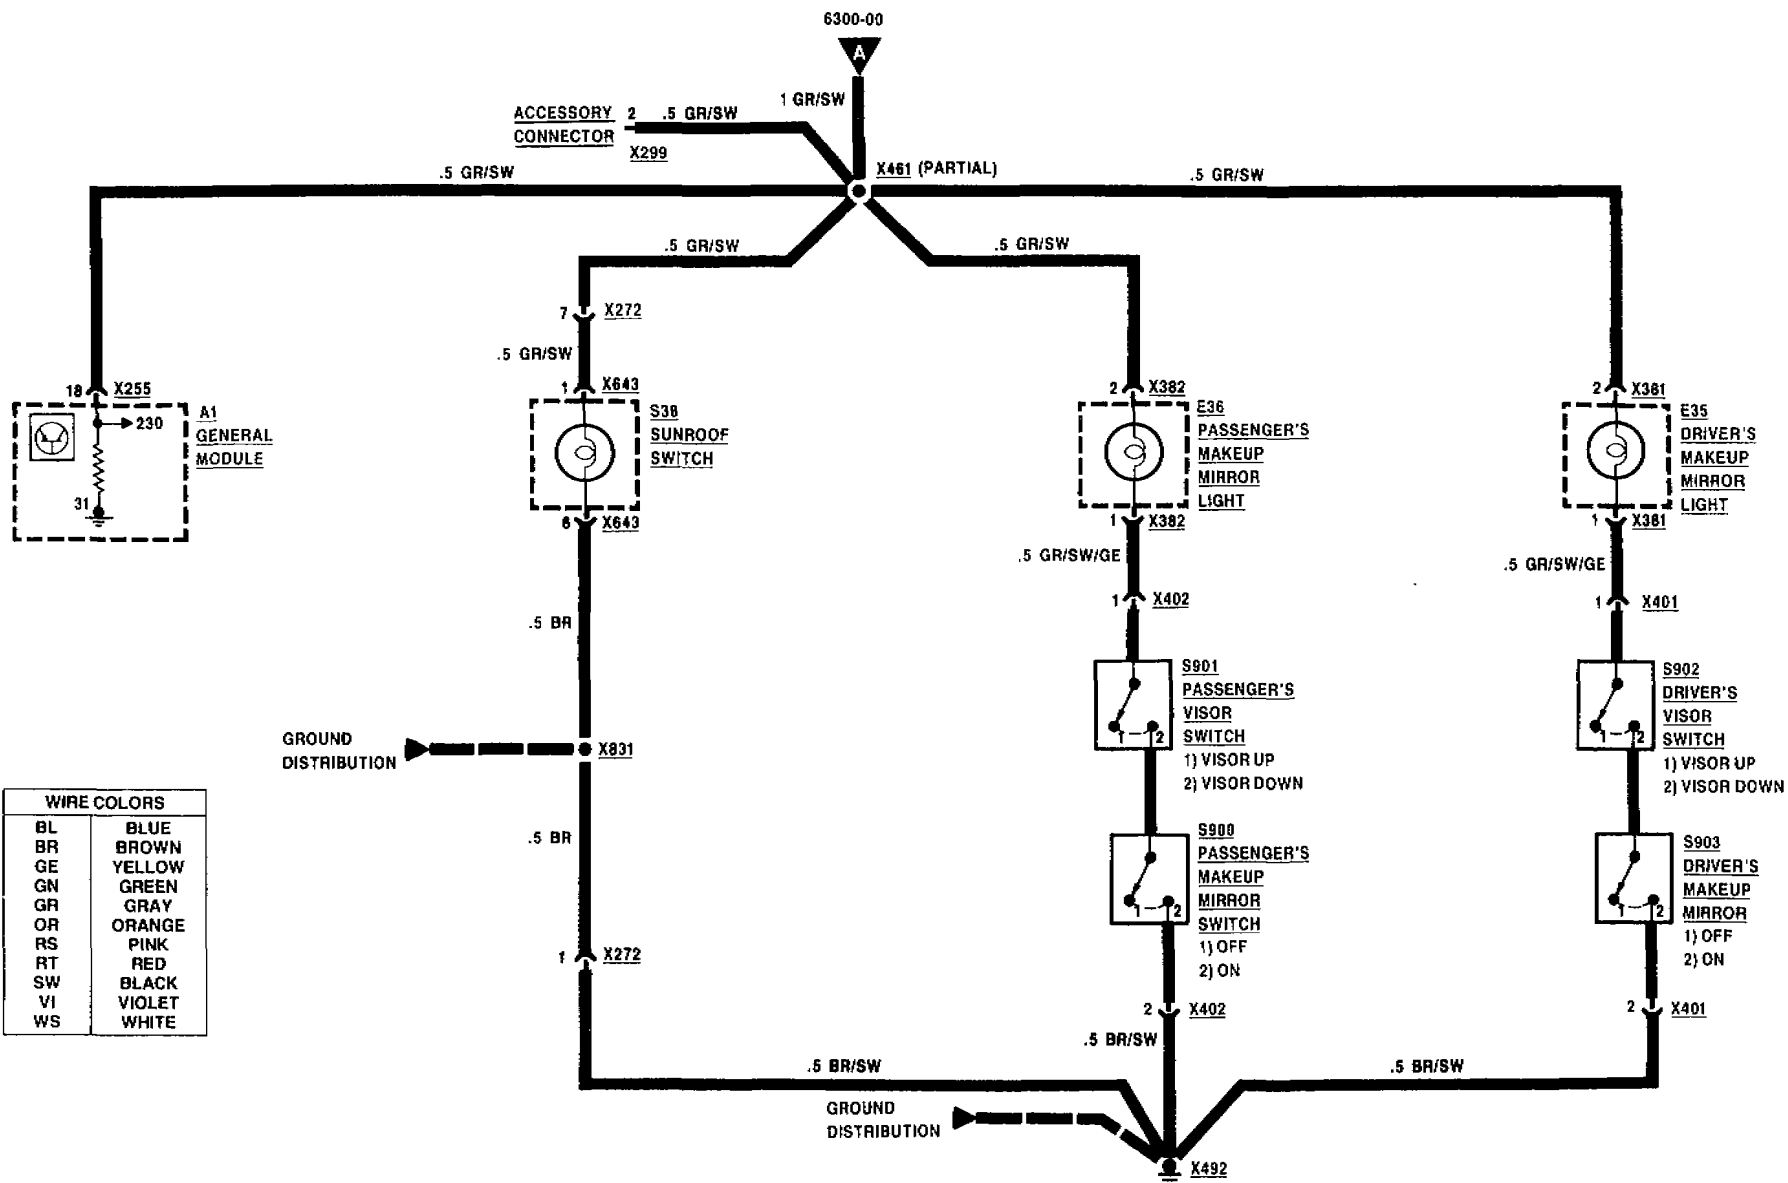 6300-00
A
1 GR/SW
ACCESSORY
CONNECTOR
2
.5 GR/SW
X299
X461 (PARTIAL)
.5 GR/SW
.5 GR/SW
.5 GR/SW
.5 GR/SW
7
X272
.5 GR/SW
18
X255
A1
GENERAL
MODULE
230
31
1
X643
S38
SUNROOF
SWITCH
6
X643
2
X382
E36
PASSENGER'S
MAKEUP
MIRROR
LIGHT
1
X382
2
X381
E35
DRIVER'S
MAKEUP
MIRROR
LIGHT
1
X381
.5 GR/SW/GE
.5 GR/SW/GE
1
X402
1
X401
.5 BR
S901
PASSENGER'S
VISOR
SWITCH
1) VISOR UP
2) VISOR DOWN
1
2
S902
DRIVER'S
VISOR
SWITCH
1) VISOR UP
2) VISOR DOWN
1
2
GROUND
DISTRIBUTION
X831
.5 BR
S900
PASSENGER'S
MAKEUP
MIRROR
SWITCH
1) OFF
2) ON
1
2
S903
DRIVER'S
MAKEUP
MIRROR
1) OFF
2) ON
1
2
WIRE COLORS
BL BLUE
BR BROWN
GE YELLOW
GN GREEN
GR GRAY
OR ORANGE
RS PINK
RT RED
SW BLACK
VI VIOLET
WS WHITE
1
X272
2
X402
2
X401
.5 BR/SW
.5 BR/SW
.5 BR/SW
GROUND
DISTRIBUTION
X492